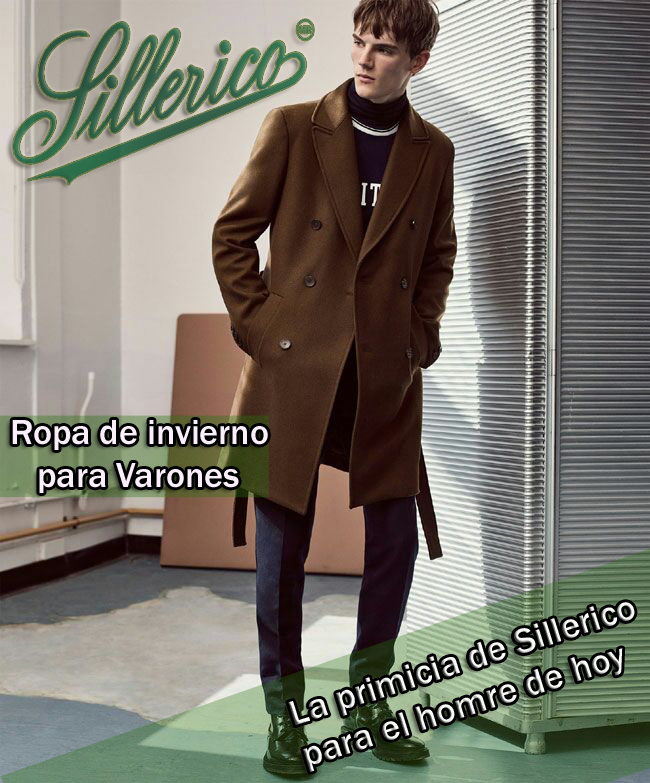 Sillerico
Ropa de invierno
para Varones
La primicia de Sillerico
para el homre de hoy